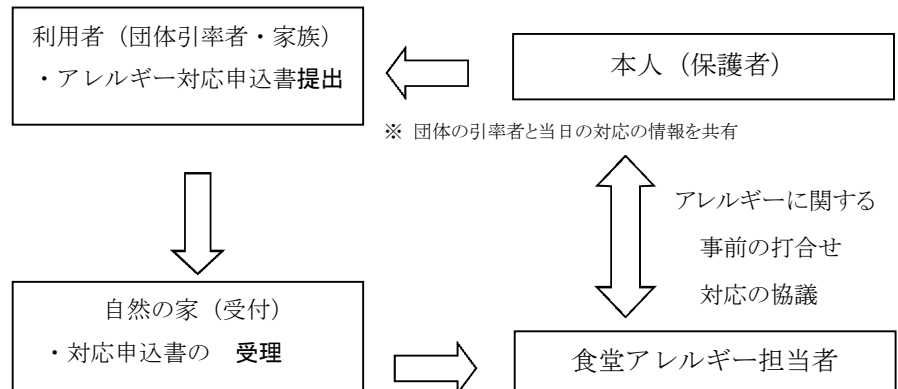 利用者（団体引率者・家族）
・アレルギー対応申込書提出
本人（保護者）
※ 団体の引率者と当日の対応の情報を共有
アレルギーに関する
事前の打合せ
対応の協議
自然の家（受付）
・対応申込書の　受理
食堂アレルギー担当者